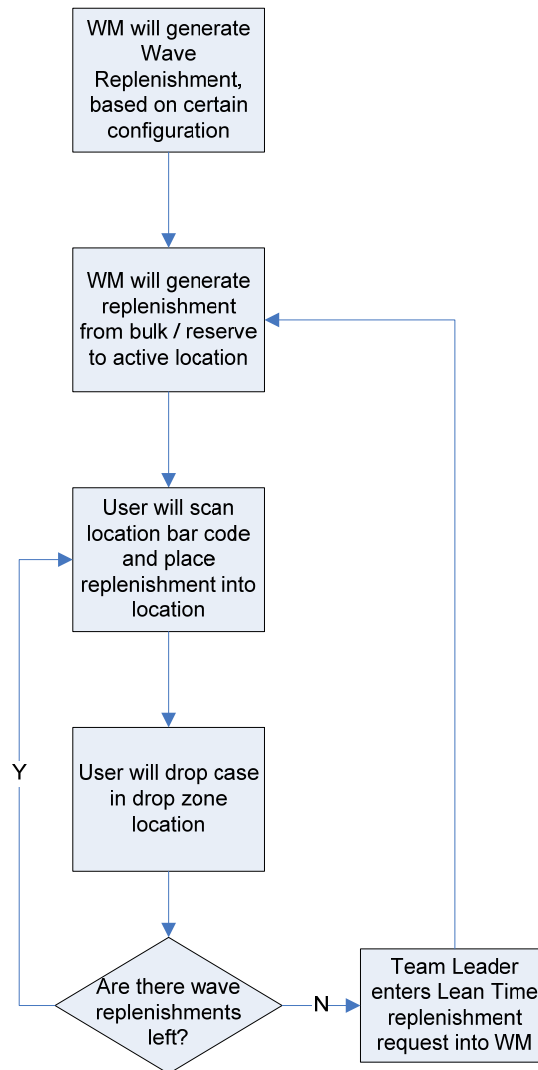 WM will generate
Wave
Replenishment,
based on certain
configuration
WM will generate
replenishment
from bulk / reserve
to active location
User will scan
location bar code
and place
replenishment into
location
Y
User will drop case
in drop zone
location
Are there wave
replenishments
left?
N
Team Leader
enters Lean Time
replenishment
request into WM